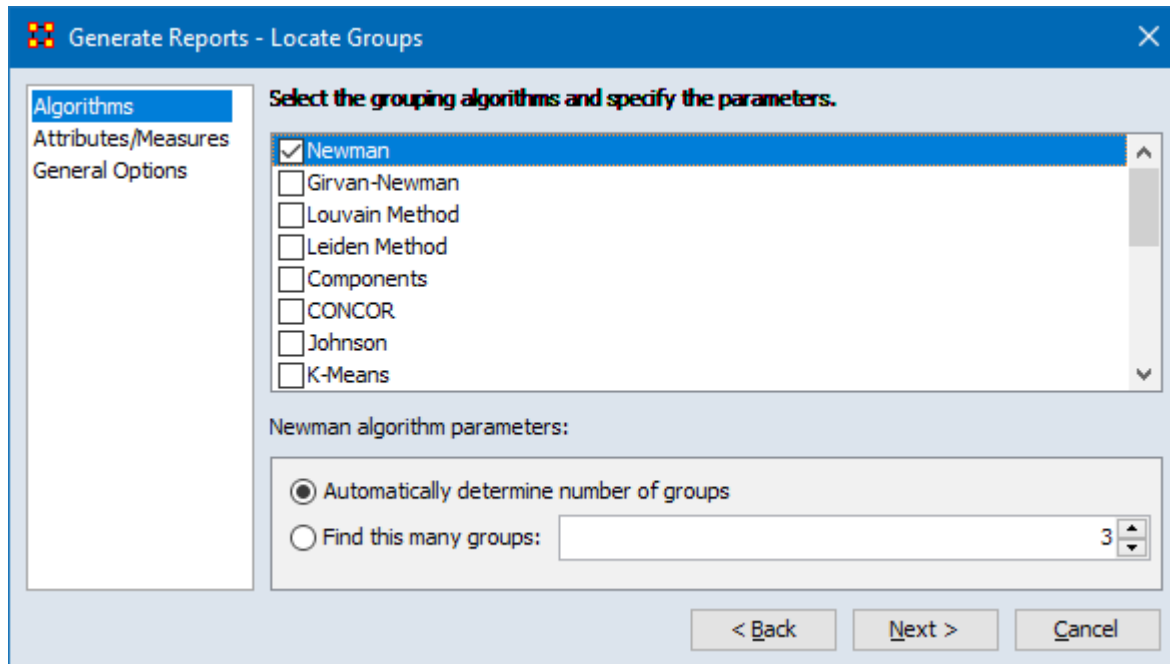 Generate Reports - Locate Groups
Algorithms
Attributes/Measures
General Options
Select the grouping algorithms and specify the parameters.
Newman
Girvan-Newman
Louvain Method
Leiden Method
Components
CONCOR
Johnson
K-Means
Newman algorithm parameters:
Automatically determine number of groups
Find this many groups: 3
< Back Next > Cancel